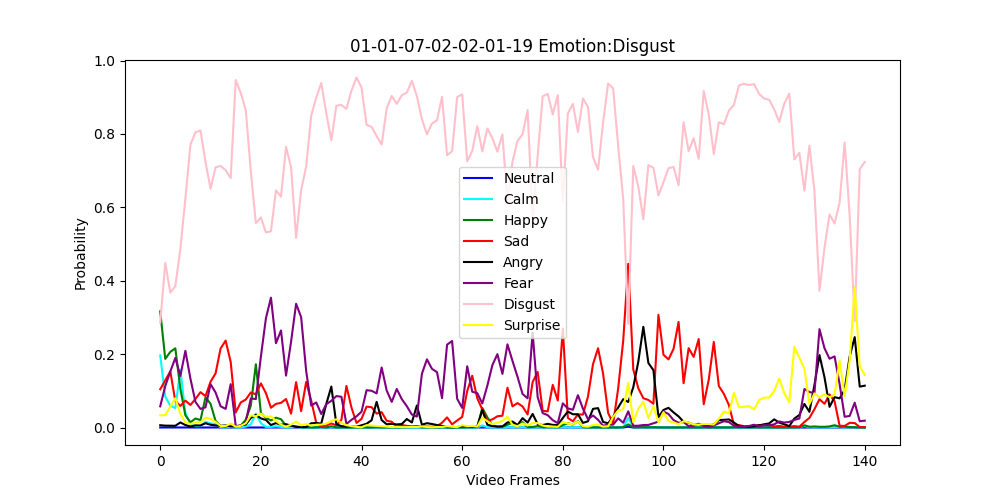 01-01-07-02-02-01-19 Emotion:Disgust
1.0
0.8
0.6
0.4
0.2
0.0
Probability
Neutral
Calm
Happy
Sad
Angry
Fear
Disgust
Surprise
0 20 40 60 80 100 120 140
Video Frames